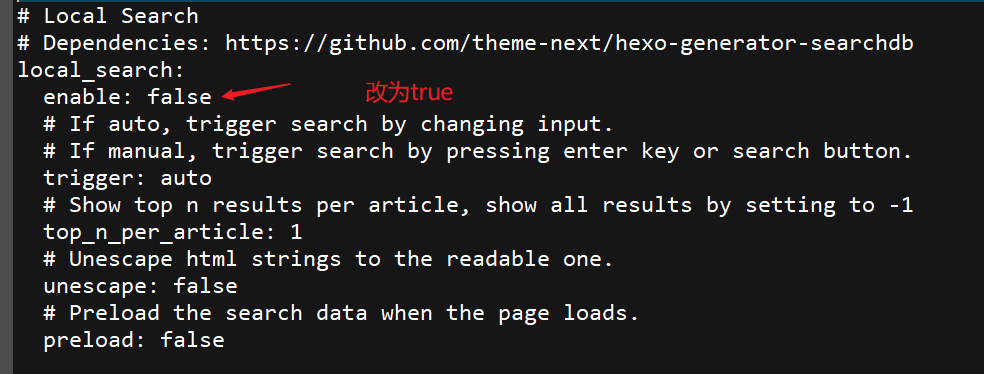 # Local Search
# Dependencies: https://github.com/theme-next/hexo-generator-searchdb
local_search:
  enable: false 改为true
  # If auto, trigger search by changing input.
  # If manual, trigger search by pressing enter key or search button.
  trigger: auto
  # Show top n results per article, show all results by setting to -1
  top_n_per_article: 1
  # Unescape html strings to the readable one.
  unescape: false
  # Preload the search data when the page loads.
  preload: false